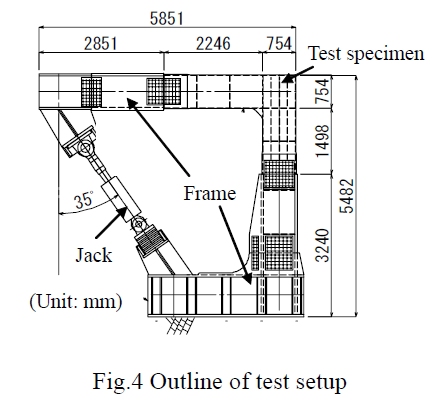 5851
2851
2246
754
Test specimen
754
1498
5482
3240
Frame
35°
Jack
(Unit: mm)
Fig.4 Outline of test setup